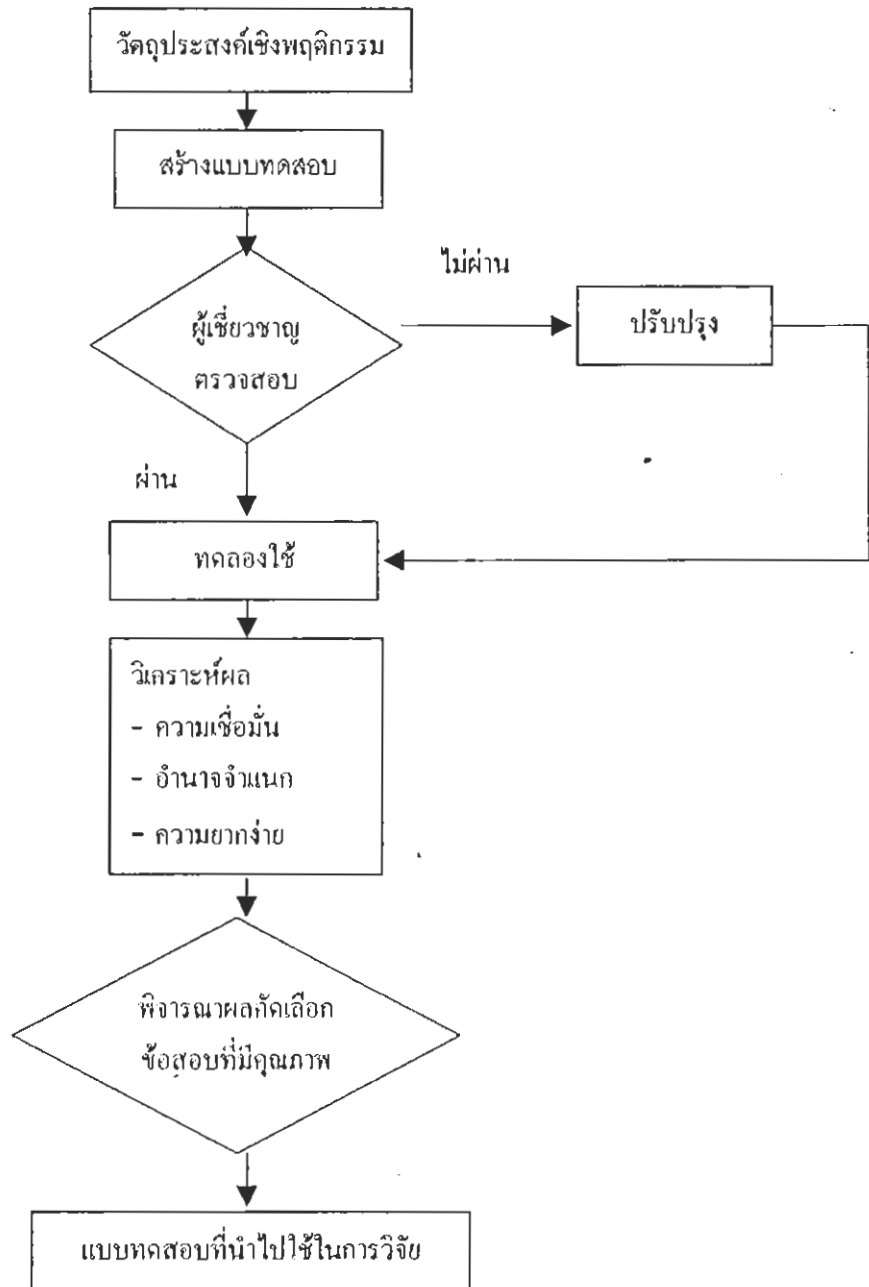 วัตถุประสงค์เชิงพฤติกรรม
สร้างแบบทดสอบ
ไม่ผ่าน
ผู้เชี่ยวชาญ
ตรวจสอบ
ปรับปรุง
ผ่าน
ทดลองใช้
วิเคราะห์ผล
- ความเชื่อมั่น
- อำนาจจำแนก
- ความยากง่าย
พิจารณาผลคัดเลือก
ข้อสอบที่มีคุณภาพ
แบบทดสอบที่นำไปใช้ในการวิจัย